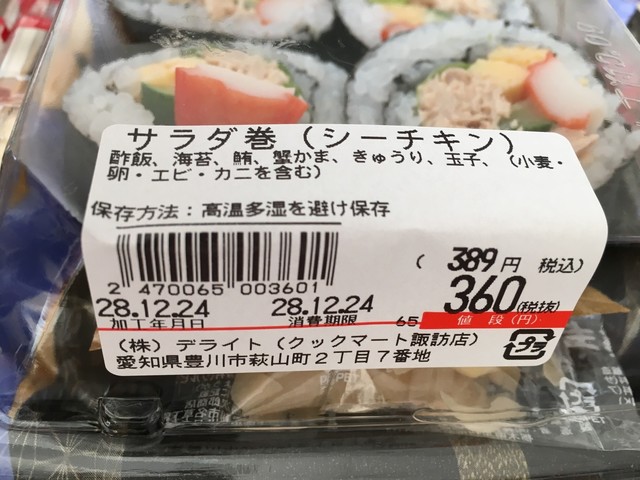 サラダ巻(シーチキン)
酢飯、海苔、鮪、蟹かま、きゅうり、玉子、(小麦・
卵・エビ・カニを含む)
保存方法:高温多湿を避け保存
2 470065 003601
(389円 税込)
360(税抜)
28.12.24 28.12.24
加工年月日 消費期限 65 値段(円)
(株)デライト(クックマート諏訪店)
愛知県豊川市萩山町2丁目7番地